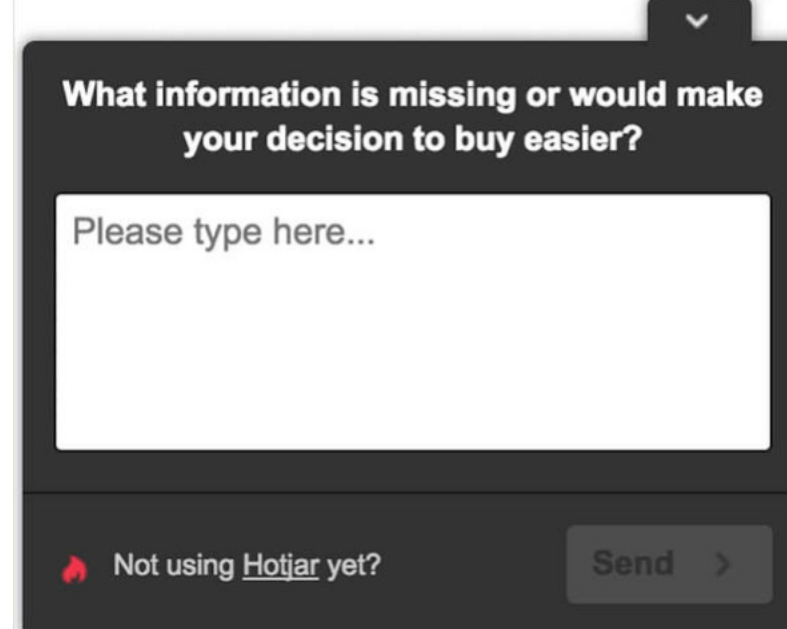 What information is missing or would make
your decision to buy easier?
Please type here...
Not using Hotjar yet?
Send